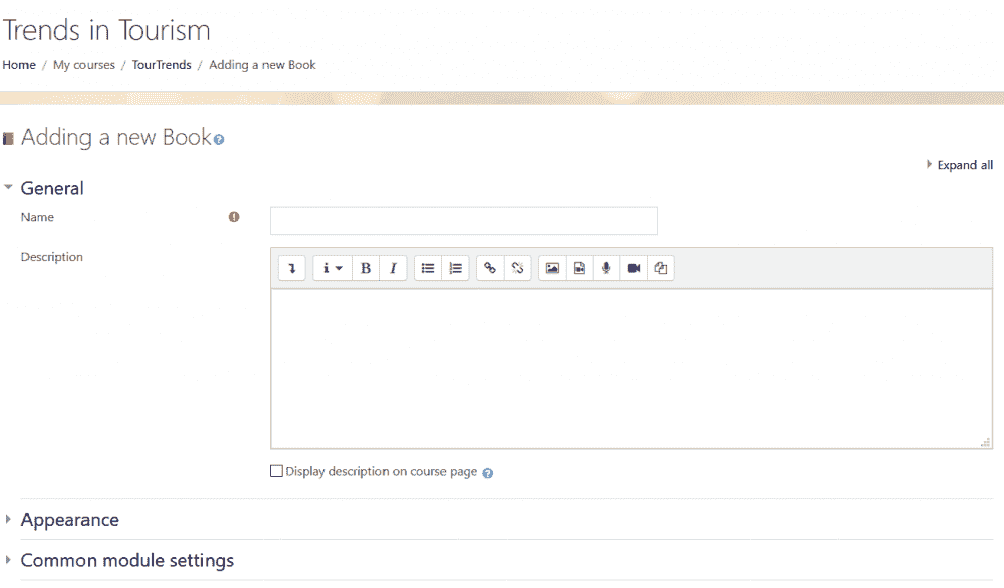 Trends in Tourism
Home / My courses / TourTrends / Adding a new Book
Adding a new Book
Expand all
General
Name
Description
B I
Display description on course page
Appearance
Common module settings